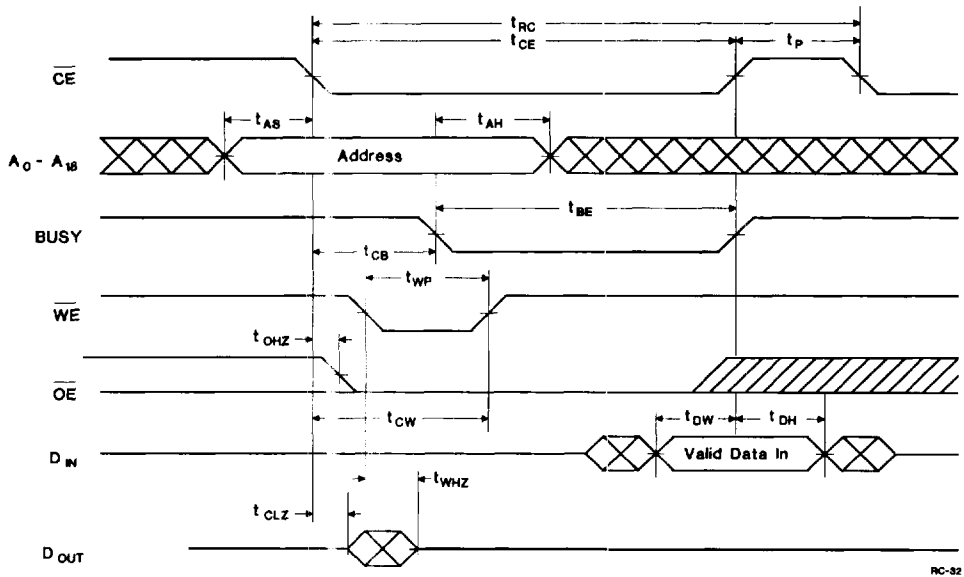 tRC
tCE
tP
CE
tAS
tAH
A0 - A18
Address
BUSY
tBE
tCB
tWP
WE
tOHZ
OE
tCW
tDW
tDH
DIN
Valid Data In
tWHZ
tCLZ
DOUT
RC-32